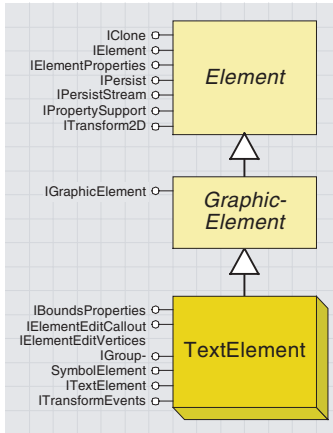 IClone
IElement
IElementProperties
IPersist
IPersistStream
IPropertySupport
ITransform2D
Element
IGraphicElement
Graphic-
Element
IBoundsProperties
IElementEditCallout
IElementEditVertices
IGroup-
SymbolElement
ITextElement
ITransformEvents
TextElement